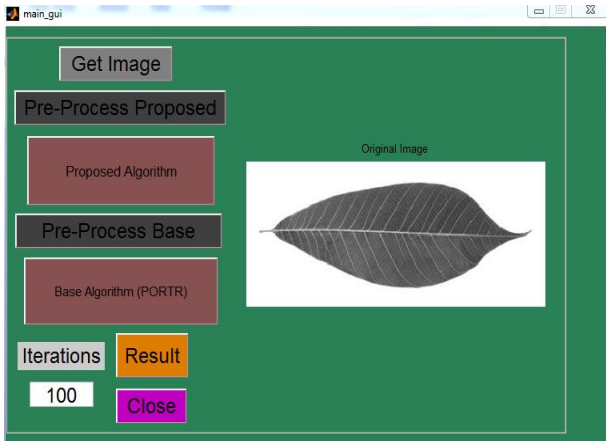 main_gui
Get Image
Pre-Process Proposed
Proposed Algorithm
Original Image
Pre-Process Base
Base Algorithm (PORTR)
Iterations
Result
100
Close